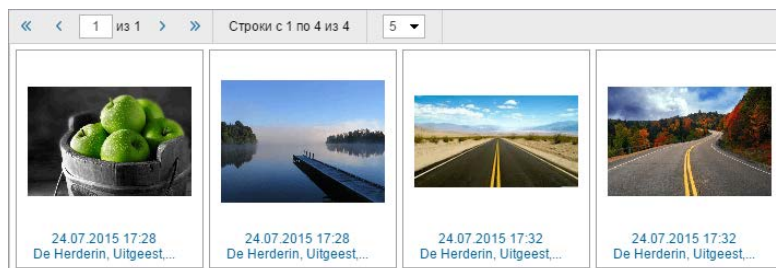 « < 1 из 1 > » Строки с 1 по 4 из 4 5
24.07.2015 17:28
De Herderin, Uitgeest,...
24.07.2015 17:28
De Herderin, Uitgeest,...
24.07.2015 17:32
De Herderin, Uitgeest,...
24.07.2015 17:32
De Herderin, Uitgeest,...